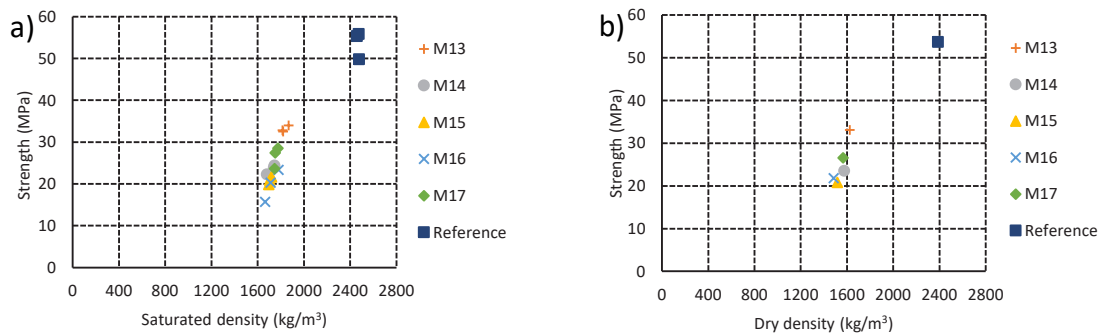 a)
Strength (MPa)
60
50
40
30
20
10
0
0 400 800 1200 1600 2000 2400 2800
Saturated density (kg/m³)
M13
M14
M15
M16
M17
Reference
b)
Strength (MPa)
60
50
40
30
20
10
0
0 400 800 1200 1600 2000 2400 2800
Dry density (kg/m³)
M13
M14
M15
M16
M17
Reference